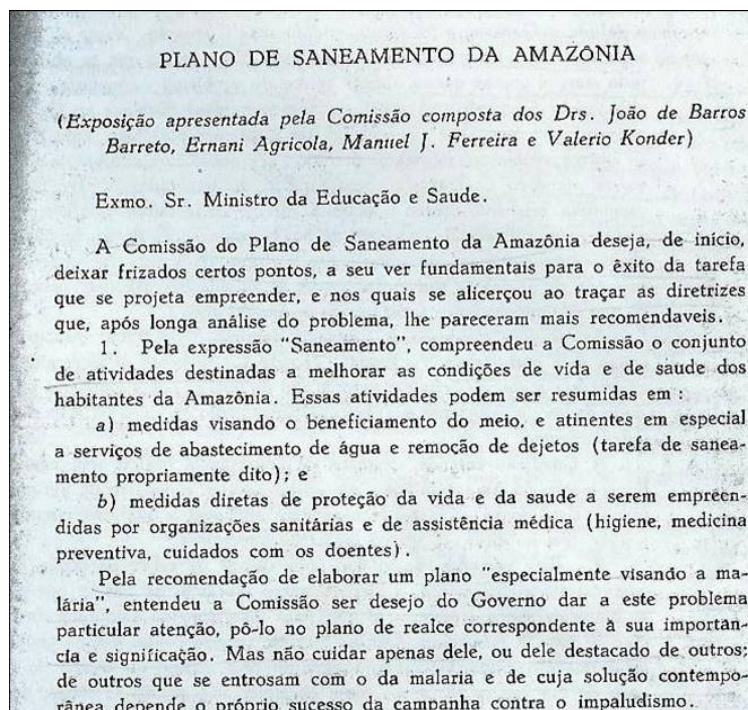 PLANO DE SANEAMENTO DA AMAZÔNIA
(Exposição apresentada pela Comissão composta dos Drs. João de Barros
Barreto, Ernani Agricola, Manuel J. Ferreira e Valerio Konder)
Exmo. Sr. Ministro da Educação e Saude.
A Comissão do Plano de Saneamento da Amazônia deseja, de início,
deixar frizados certos pontos, a seu ver fundamentais para o êxito da tarefa
que se projeta empreender, e nos quais se alicerçou ao traçar as diretrizes
que, após longa análise do problema, lhe pareceram mais recomendaveis.
1. Pela expressão "Saneamento", compreendeu a Comissão o conjunto
de atividades destinadas a melhorar as condições de vida e de saude dos
habitantes da Amazônia. Essas atividades podem ser resumidas em :
a) medidas visando o beneficiamento do meio, e atinentes em especial
a serviços de abastecimento de água e remoção de dejetos (tarefa de sanea-
mento propriamente dito); e
b) medidas diretas de proteção da vida e da saude a serem empreen-
didas por organizações sanitárias e de assistência médica (higiene, medicina
preventiva, cuidados com os doentes).
Pela recomendação de elaborar um plano "especialmente visando a ma-
lária", entendeu a Comissão ser desejo do Governo dar a este problema
particular atenção, pô-lo no plano de realce correspondente à sua importân-
cia e significação. Mas não cuidar apenas dele, ou dele destacado de outros;
de outros que se entrosam com o da malaria e de cuja solução contempo-
rânea depende o próprio sucesso da campanha contra o impaludismo.